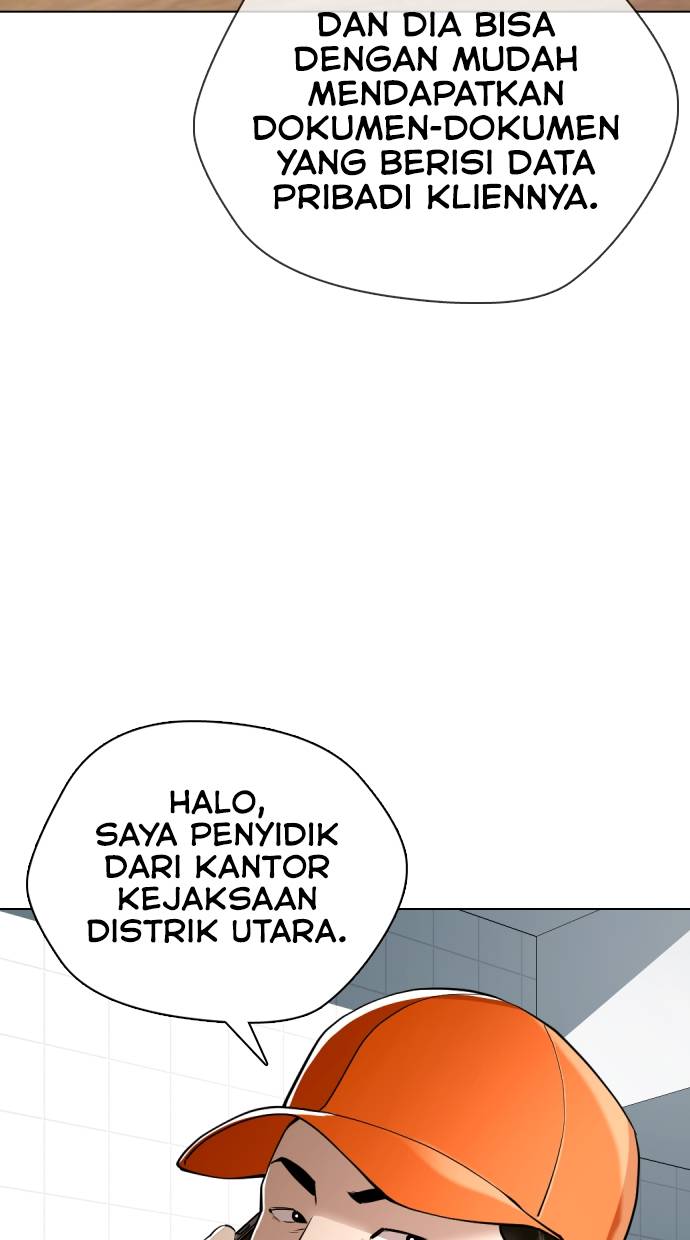 DAN DIA BISA
DENGAN MUDAH
MENDAPATKAN
DOKUMEN-DOKUMEN
YANG BERISI DATA
PRIBADI KLIENNYA.
HALO,
SAYA PENYIDIK
DARI KANTOR
KEJAKSAAN
DISTRIK UTARA.